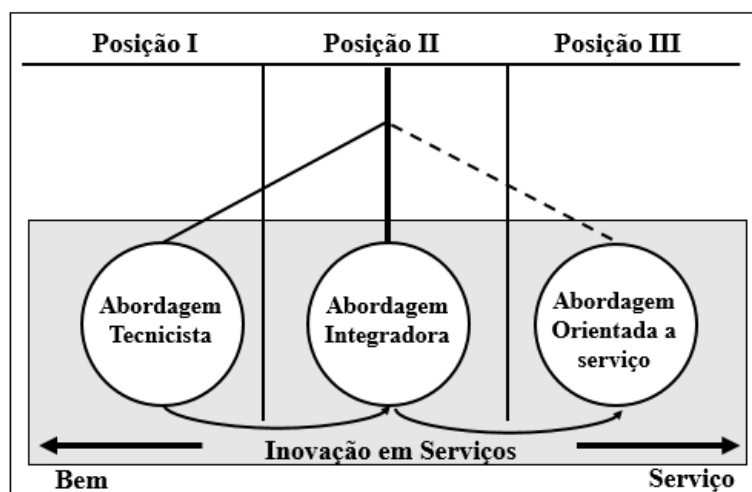 Posição I
Posição II
Posição III
Abordagem
Tecnicista
Abordagem
Integradora
Abordagem
Orientada a
serviço
Inovação em Serviços
Bem
Serviço